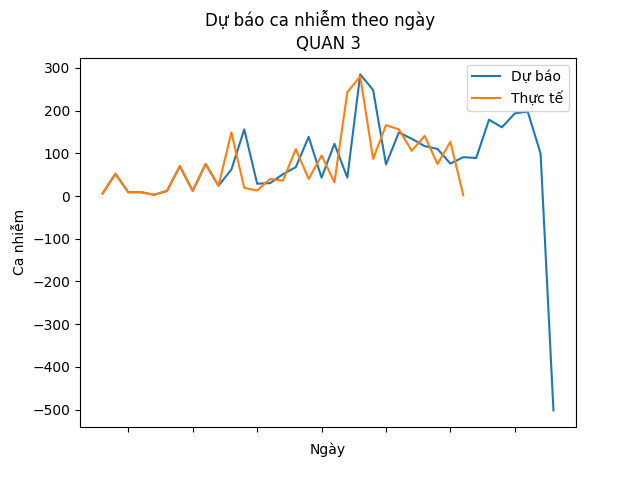 Dự báo ca nhiễm theo ngày
QUAN 3
Dự báo
Thực tế
300
200
100
0
−100
−200
−300
−400
−500
Ca nhiễm
Ngày